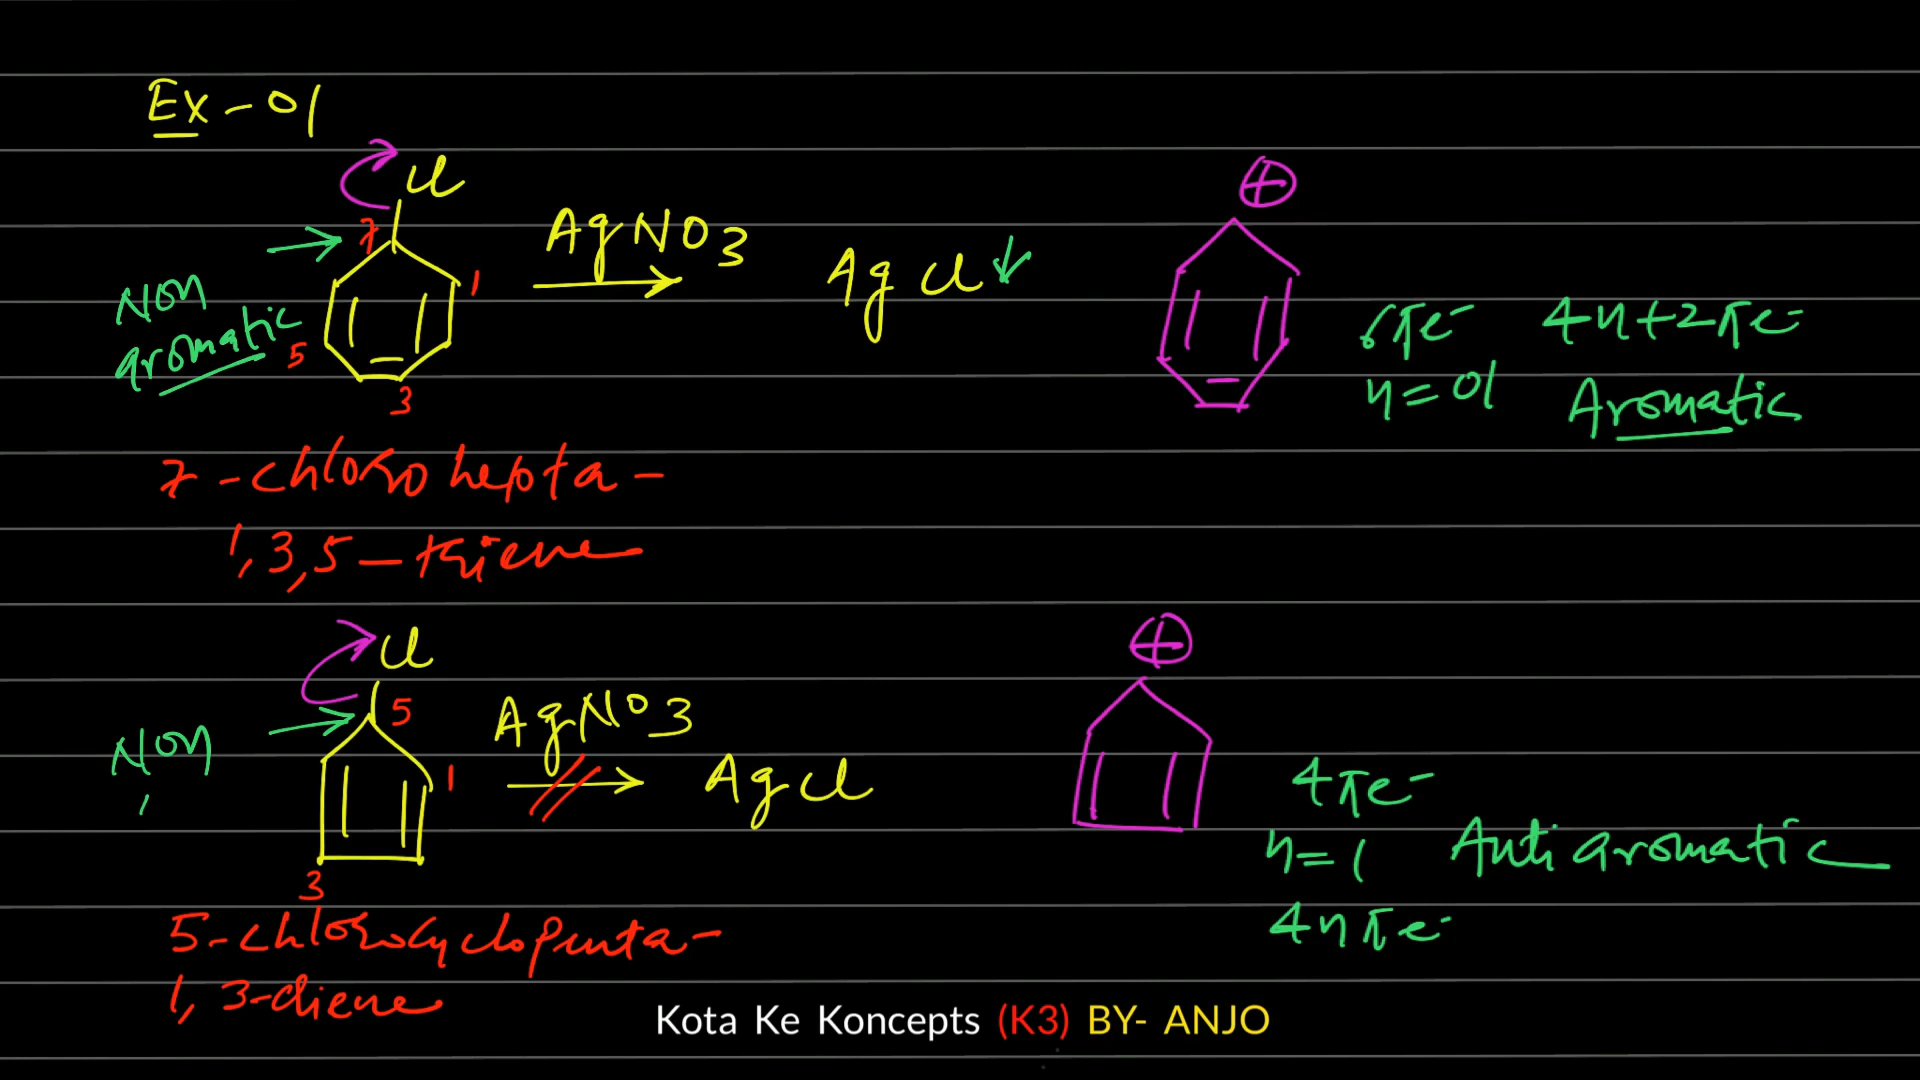 Ex-01
Cl
7
1
5
3
Non
aromatic
AgNO3
AgCl↓
⊕
6πe⁻ 4n+2πe⁻
n=01 Aromatic
7-chloro hepta-
1,3,5-triene
Cl
5
1
3
Non
AgNO3
AgCl
⊕
4πe⁻
n=1 Anti aromatic
4nπe⁻
5-chlorocyclopenta-
1,3-diene
Kota Ke Koncepts (K3) BY- ANJO